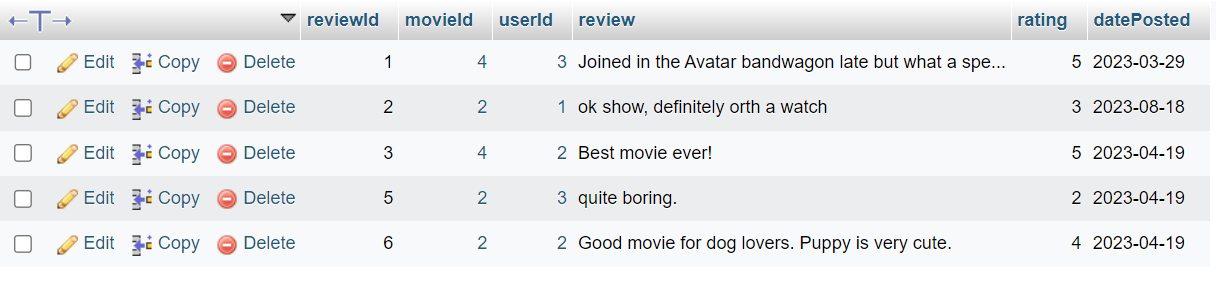 ←T→ reviewId movieId userId review rating datePosted
Edit Copy Delete 1 4 3 Joined in the Avatar bandwagon late but what a spe... 5 2023-03-29
Edit Copy Delete 2 2 1 ok show, definitely orth a watch 3 2023-08-18
Edit Copy Delete 3 4 2 Best movie ever! 5 2023-04-19
Edit Copy Delete 5 2 3 quite boring. 2 2023-04-19
Edit Copy Delete 6 2 2 Good movie for dog lovers. Puppy is very cute. 4 2023-04-19